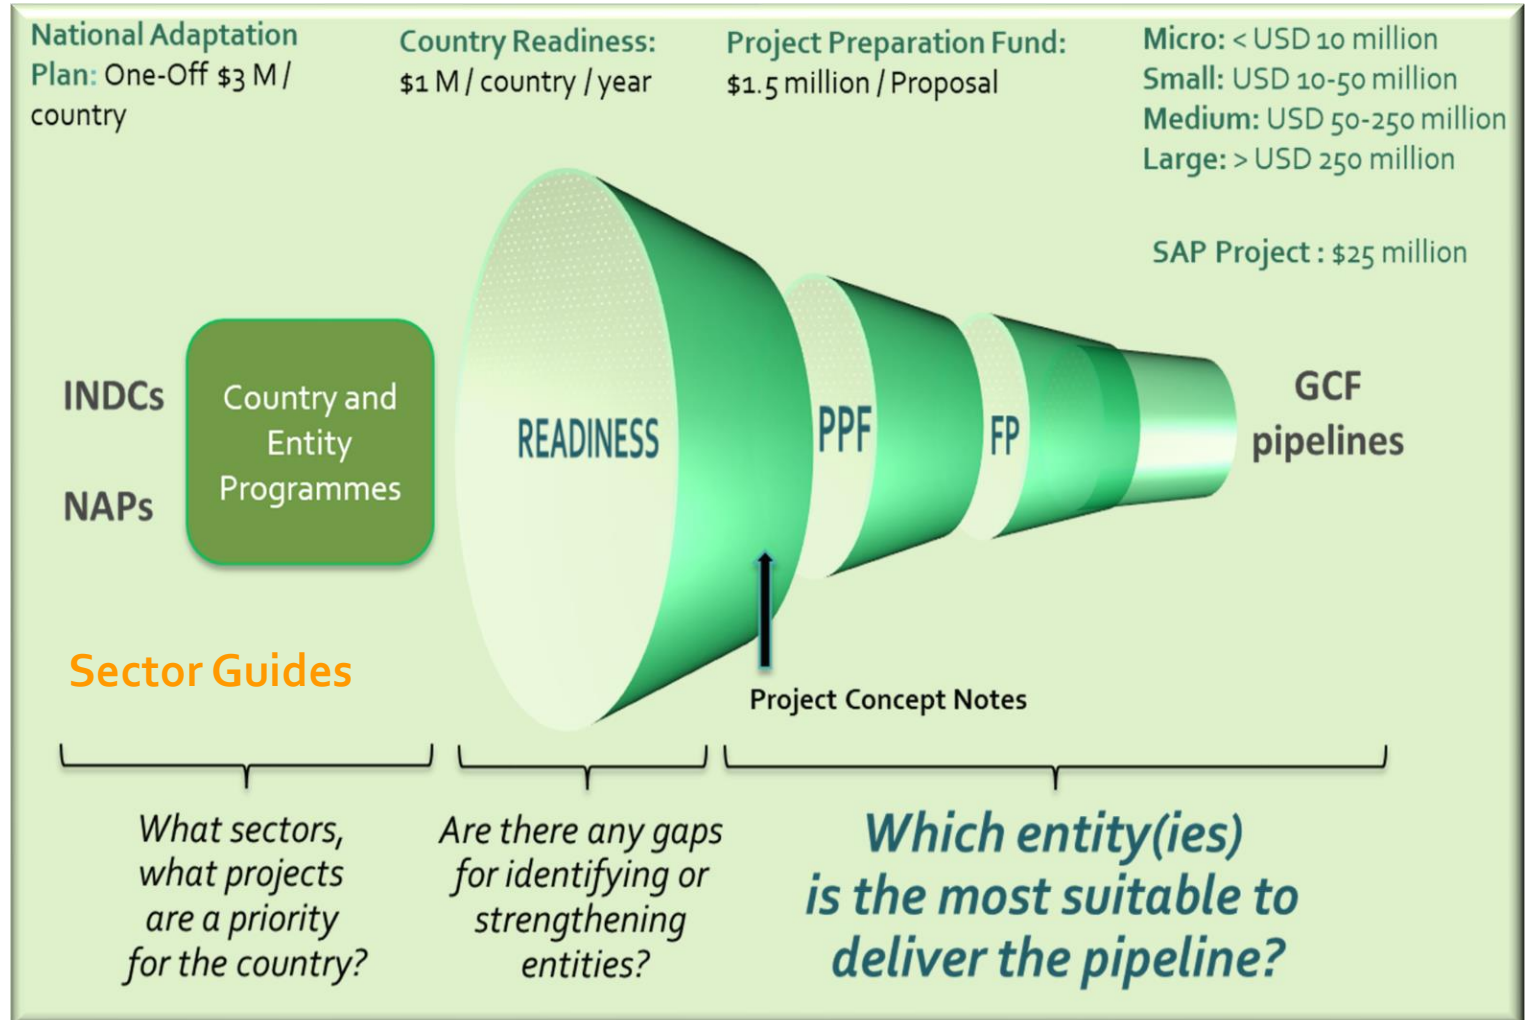 National Adaptation
Plan: One-Off $3 M /
country
Country Readiness:
$1 M / country / year
Project Preparation Fund:
$1.5 million / Proposal
Micro: < USD 10 million
Small: USD 10-50 million
Medium: USD 50-250 million
Large: > USD 250 million
SAP Project : $25 million
INDCs
NAPs
Country and
Entity
Programmes
READINESS
PPF
FP
GCF
pipelines
Sector Guides
Project Concept Notes
What sectors,
what projects
are a priority
for the country?
Are there any gaps
for identifying or
strengthening
entities?
Which entity(ies)
is the most suitable to
deliver the pipeline?